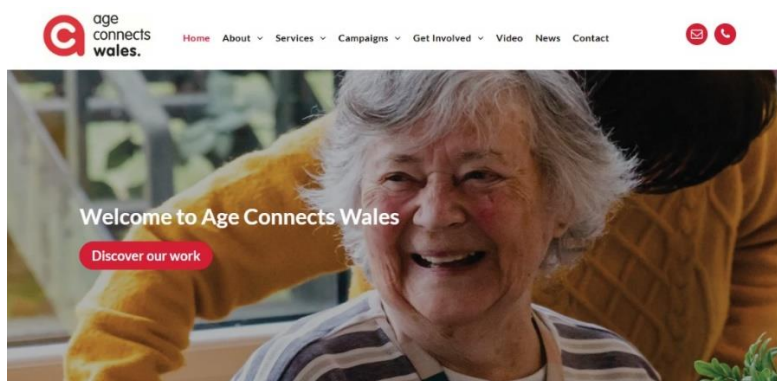 age
connects
wales.
Home About Services Campaigns Get Involved Video News Contact
Welcome to Age Connects Wales
Discover our work